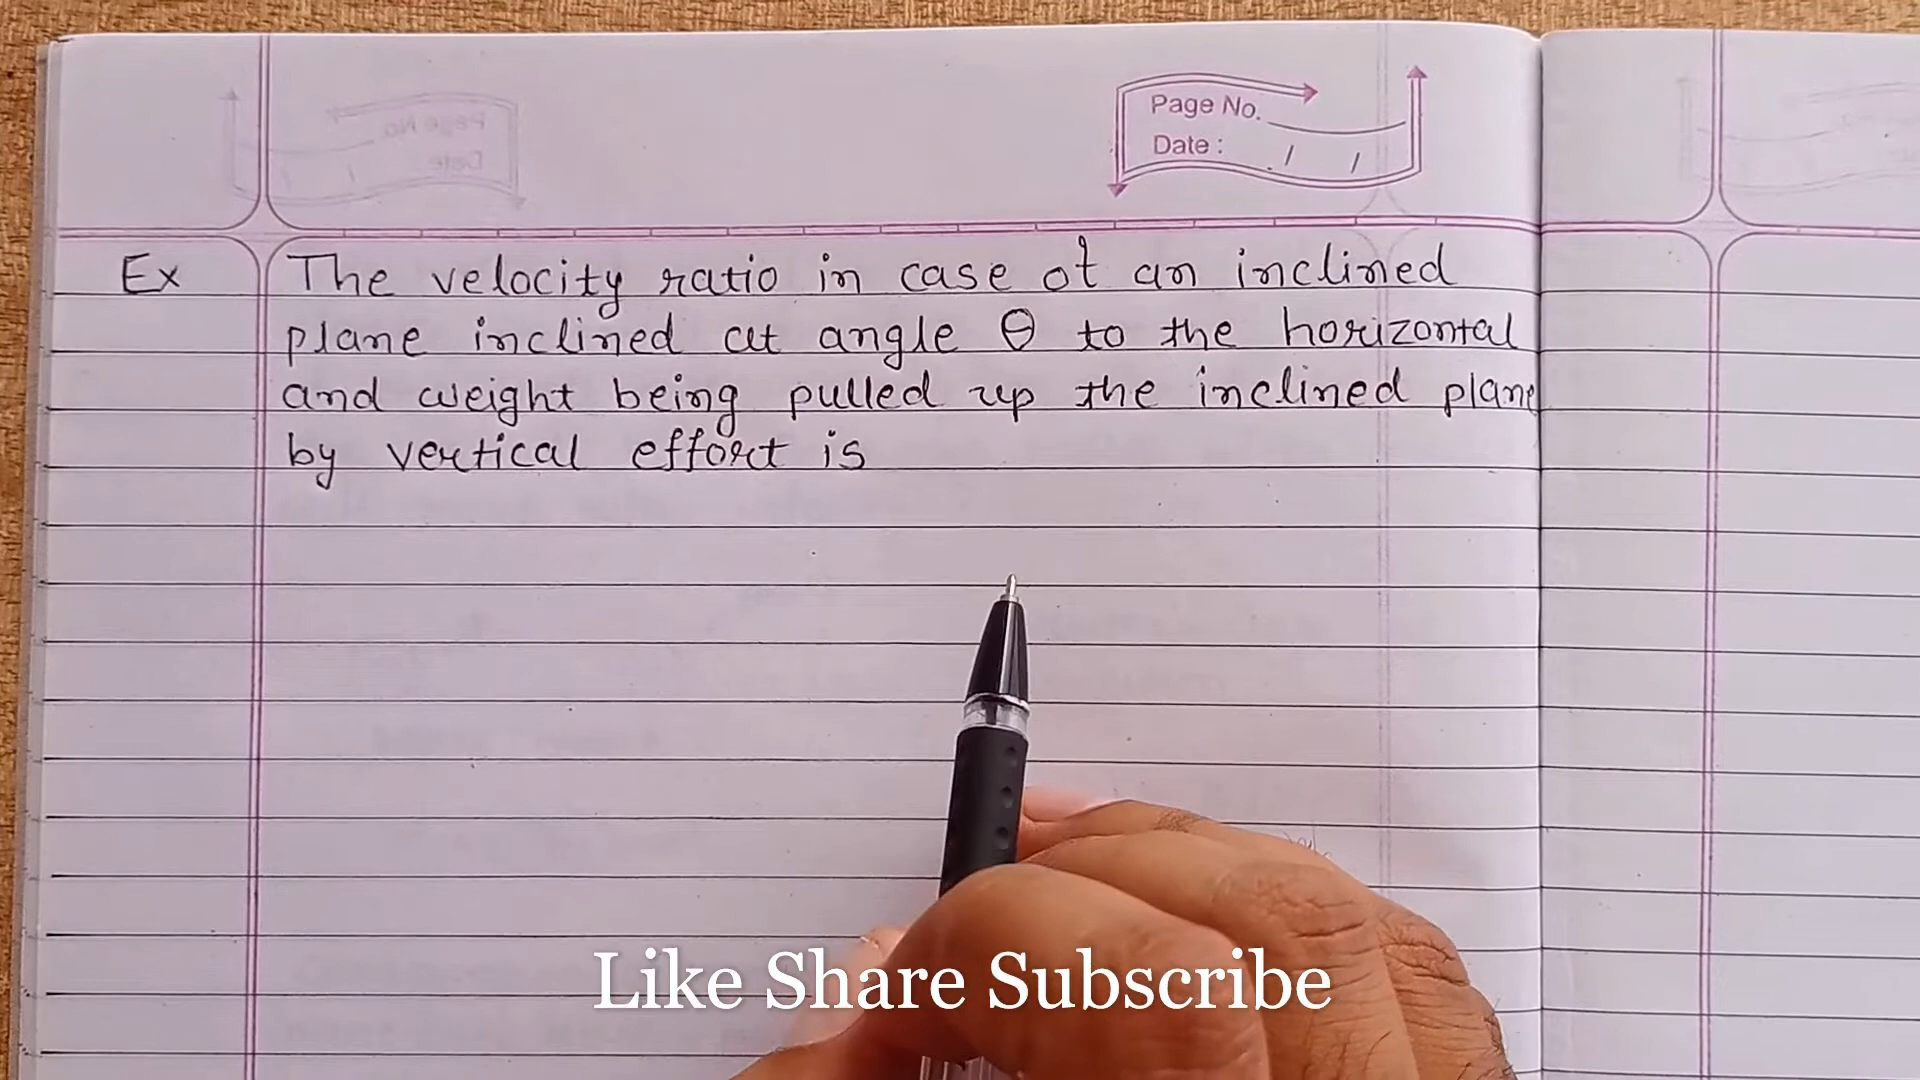 Page No.
Date : / /
Ex The velocity ratio in case of an inclined
plane inclined at angle θ to the horizontal
and weight being pulled up the inclined plane
by vertical effort is
Like Share Subscribe